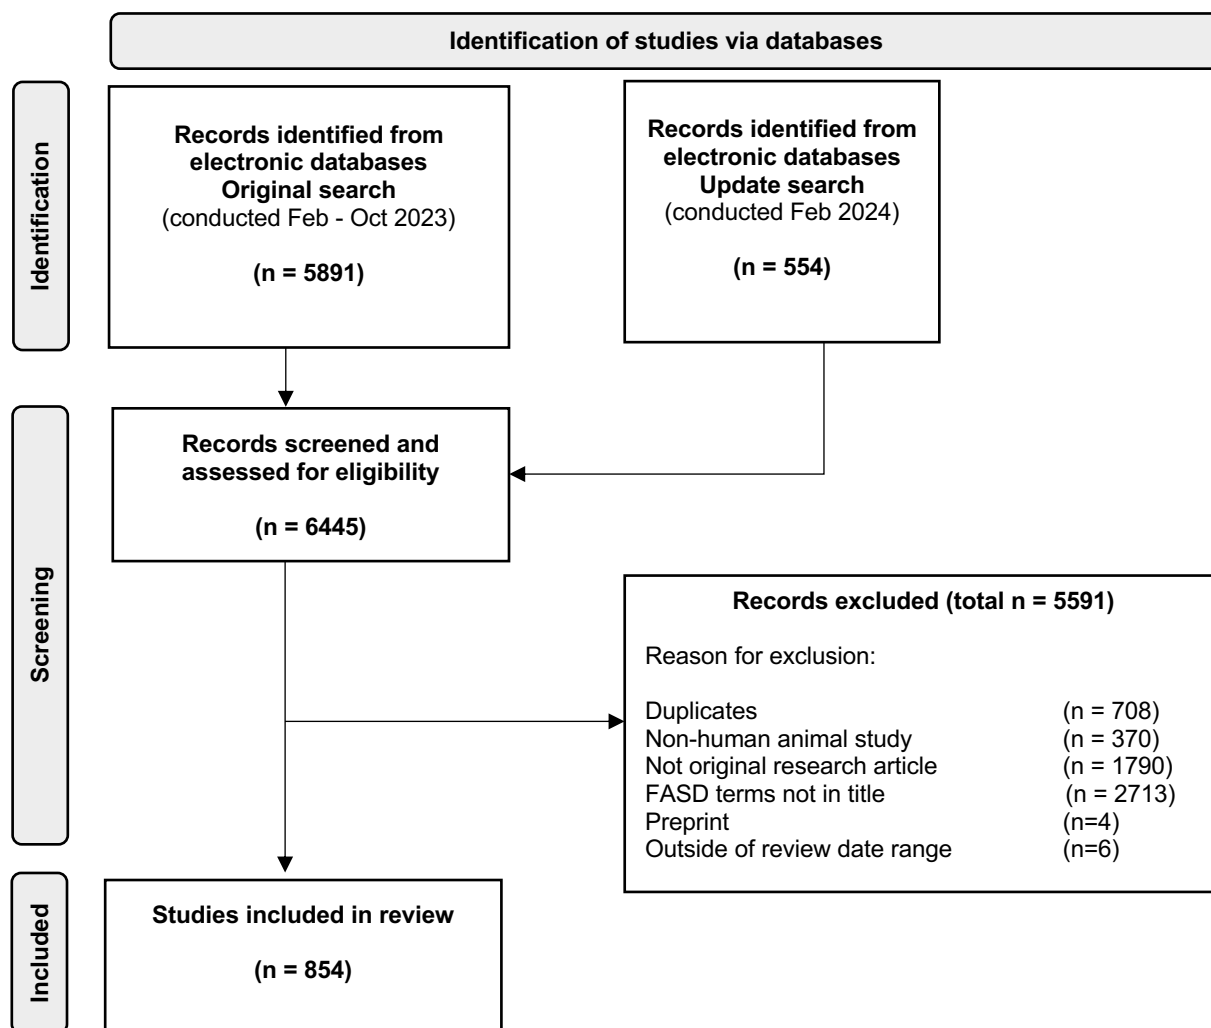 Identification of studies via databases
Identification
Records identified from
electronic databases
Original search
(conducted Feb - Oct 2023)
(n = 5891)
Records identified from
electronic databases
Update search
(conducted Feb 2024)
(n = 554)
Screening
Records screened and
assessed for eligibility
(n = 6445)
Records excluded (total n = 5591)
Reason for exclusion:
Duplicates (n = 708)
Non-human animal study (n = 370)
Not original research article (n = 1790)
FASD terms not in title (n = 2713)
Preprint (n=4)
Outside of review date range (n=6)
Included
Studies included in review
(n = 854)